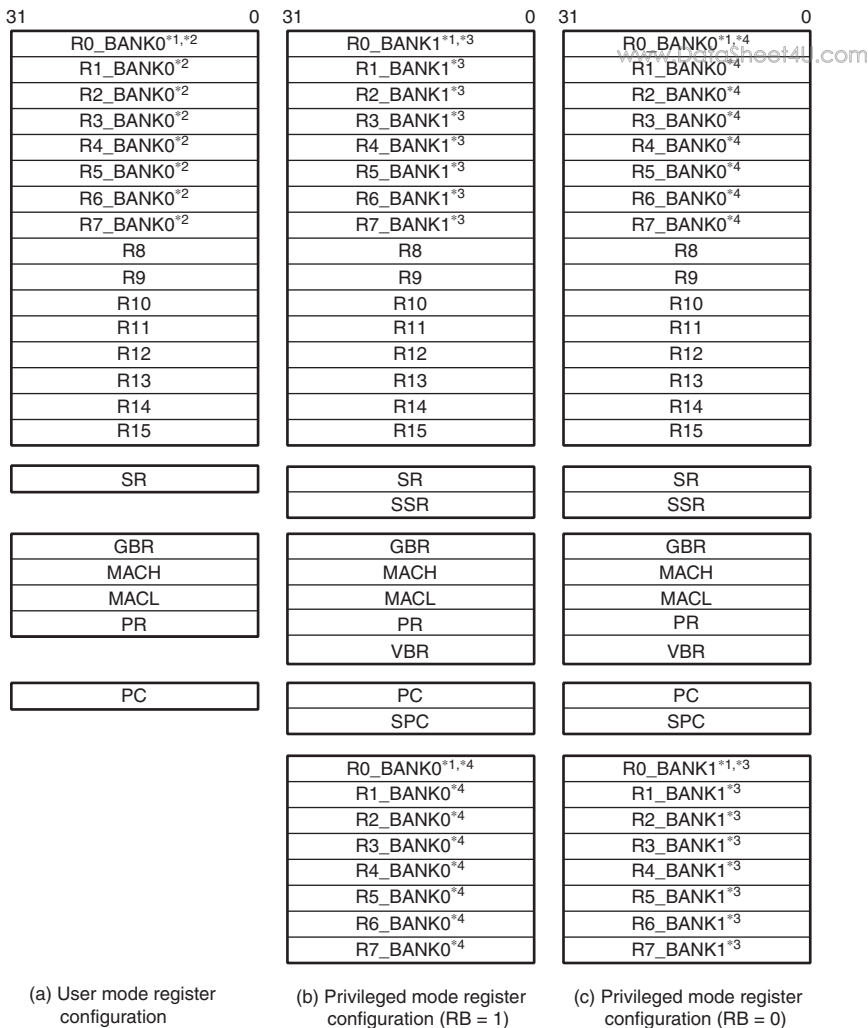 31 0
R0_BANK0*1,*2
R1_BANK0*2
R2_BANK0*2
R3_BANK0*2
R4_BANK0*2
R5_BANK0*2
R6_BANK0*2
R7_BANK0*2
R8
R9
R10
R11
R12
R13
R14
R15
SR
GBR
MACH
MACL
PR
PC
(a) User mode register
configuration
31 0
R0_BANK1*1,*3
R1_BANK1*3
R2_BANK1*3
R3_BANK1*3
R4_BANK1*3
R5_BANK1*3
R6_BANK1*3
R7_BANK1*3
R8
R9
R10
R11
R12
R13
R14
R15
SR
SSR
GBR
MACH
MACL
PR
VBR
PC
SPC
R0_BANK0*1,*4
R1_BANK0*4
R2_BANK0*4
R3_BANK0*4
R4_BANK0*4
R5_BANK0*4
R6_BANK0*4
R7_BANK0*4
(b) Privileged mode register
configuration (RB = 1)
31 0
www.DataSheet4U.com
R0_BANK0*1,*4
R1_BANK0*4
R2_BANK0*4
R3_BANK0*4
R4_BANK0*4
R5_BANK0*4
R6_BANK0*4
R7_BANK0*4
R8
R9
R10
R11
R12
R13
R14
R15
SR
SSR
GBR
MACH
MACL
PR
VBR
PC
SPC
R0_BANK1*1,*3
R1_BANK1*3
R2_BANK1*3
R3_BANK1*3
R4_BANK1*3
R5_BANK1*3
R6_BANK1*3
R7_BANK1*3
(c) Privileged mode register
configuration (RB = 0)